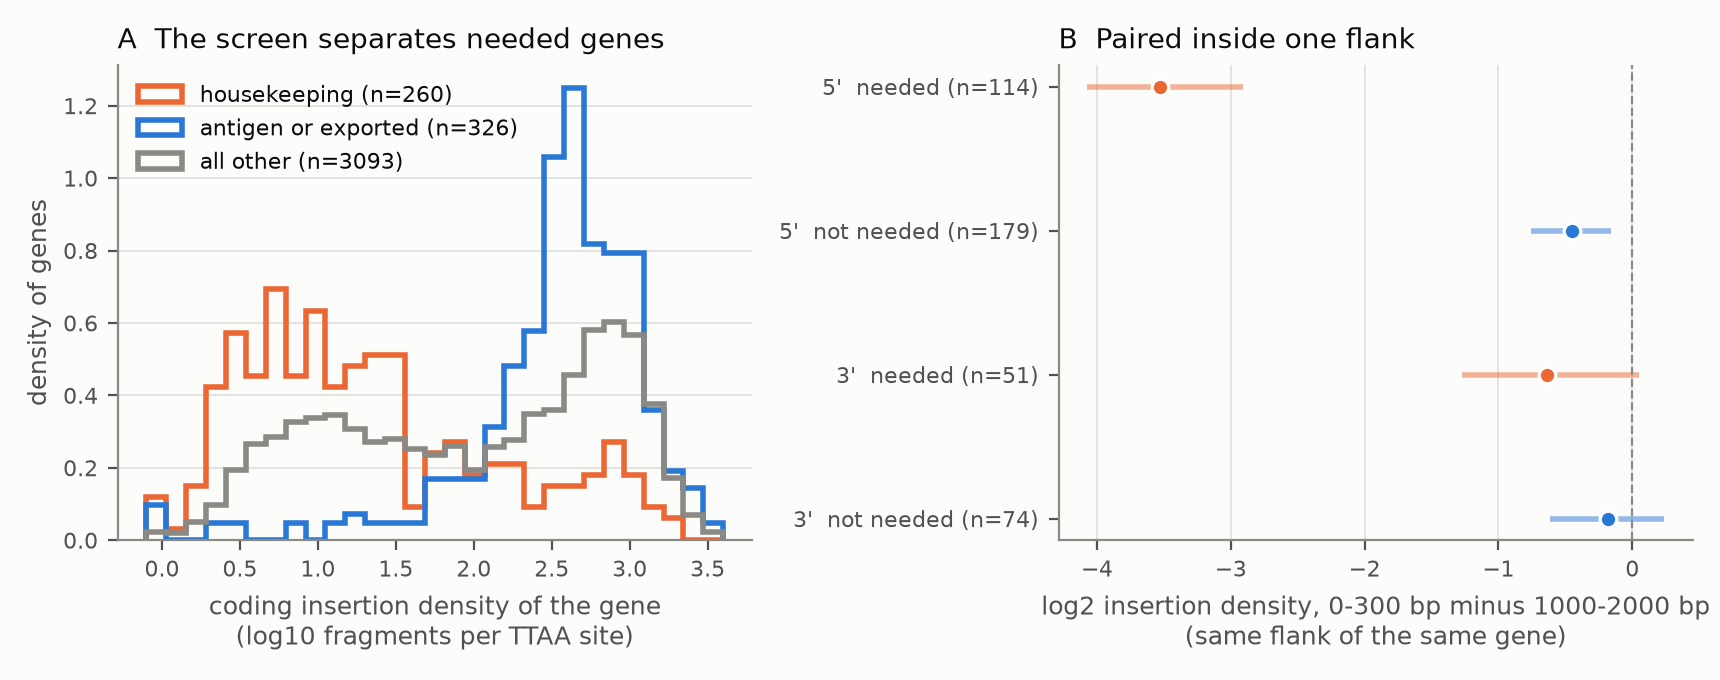 A  The screen separates needed genes
housekeeping (n=260)
antigen or exported (n=326)
all other (n=3093)
density of genes
1.2
1.0
0.8
0.6
0.4
0.2
0.0
0.0 0.5 1.0 1.5 2.0 2.5 3.0 3.5
coding insertion density of the gene
(log10 fragments per TTAA site)
B  Paired inside one flank
5'  needed (n=114)
5'  not needed (n=179)
3'  needed (n=51)
3'  not needed (n=74)
−4 −3 −2 −1 0
log2 insertion density, 0-300 bp minus 1000-2000 bp
(same flank of the same gene)